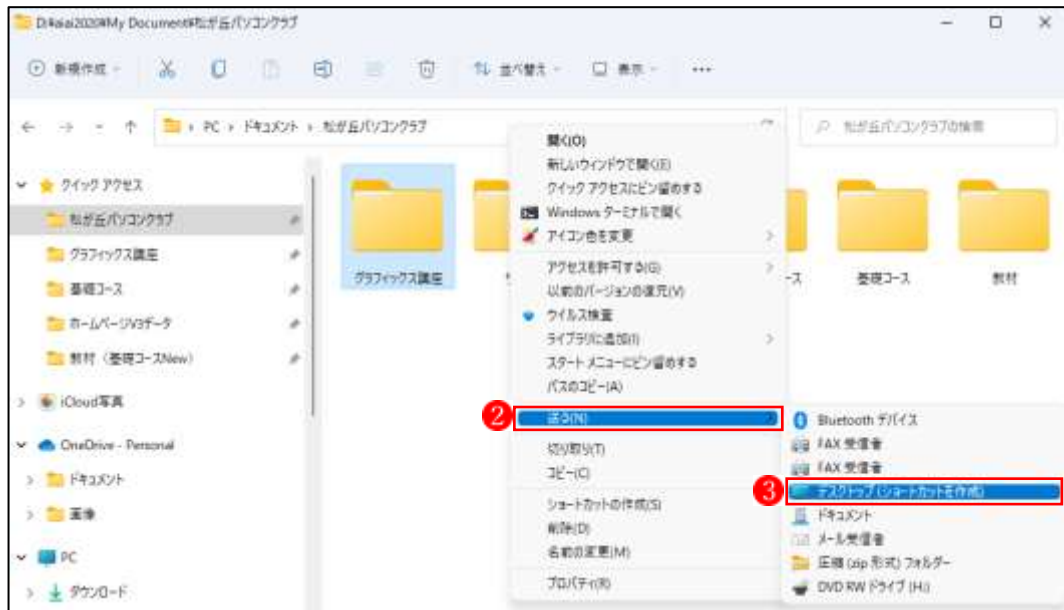 D:¥aiai2020¥My Document¥松が丘パソコンクラブ
新規作成
並べ替え
表示
PC › ドキュメント › 松が丘パソコンクラブ
松が丘パソコンクラブの検索
クイック アクセス
松が丘パソコンクラブ
グラフィックス講座
基礎コース
ホームページV3データ
教材（基礎コースNew）
iCloud写真
OneDrive - Personal
ドキュメント
画像
PC
ダウンロード
グラフィックス講座
基礎コース
教材
開く(O)
新しいウィンドウで開く(E)
クイック アクセスにピン留めする
Windows ターミナルで開く
アイコン色を変更
アクセスを許可する(G)
以前のバージョンの復元(V)
ウイルス検査
ライブラリに追加(I)
スタート メニューにピン留めする
パスのコピー(A)
2
送る(N)
切り取り(T)
コピー(C)
ショートカットの作成(S)
削除(D)
名前の変更(M)
プロパティ(R)
Bluetooth デバイス
FAX 受信者
FAX 受信者
3
デスクトップ (ショートカットを作成)
ドキュメント
メール受信者
圧縮 (zip 形式) フォルダー
DVD RW ドライブ (H:)